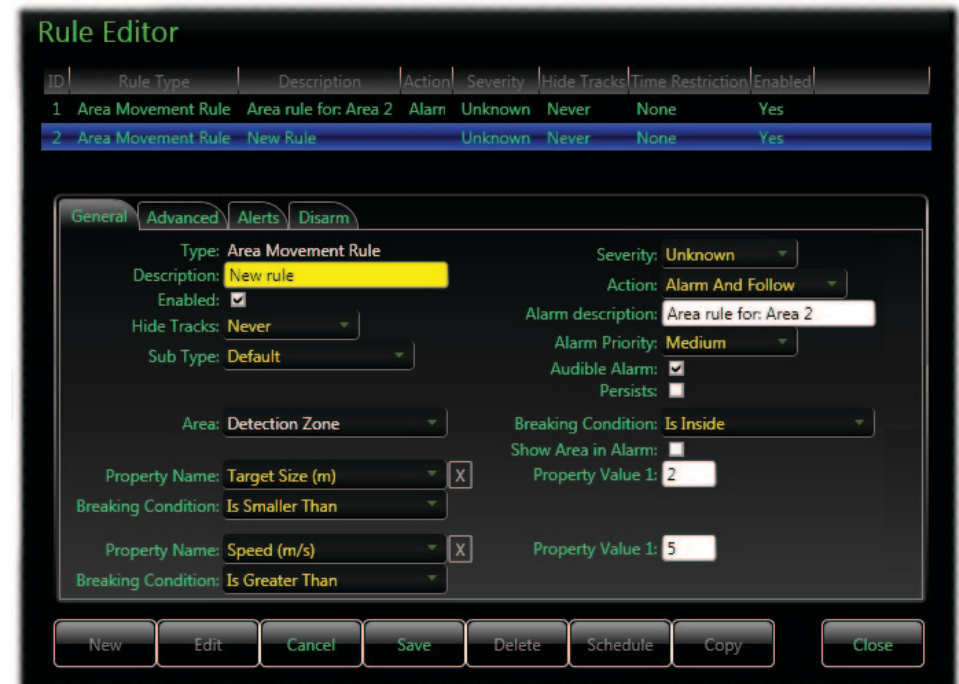 Rule Editor
ID Rule Type Description Action Severity Hide Tracks Time Restriction Enabled
1 Area Movement Rule Area rule for: Area 2 Alarn Unknown Never None Yes
2 Area Movement Rule New Rule Unknown Never None Yes
General Advanced Alerts Disarm
Type: Area Movement Rule Severity: Unknown
Description: New rule Action: Alarm And Follow
Enabled:
Alarm description: Area rule for: Area 2
Hide Tracks: Never
Alarm Priority: Medium
Sub Type: Default
Audible Alarm:
Persists:
Area: Detection Zone Breaking Condition: Is Inside
Show Area in Alarm:
Property Name: Target Size (m) X Property Value 1: 2
Breaking Condition: Is Smaller Than
Property Name: Speed (m/s) X Property Value 1: 5
Breaking Condition: Is Greater Than
New Edit Cancel Save Delete Schedule Copy Close